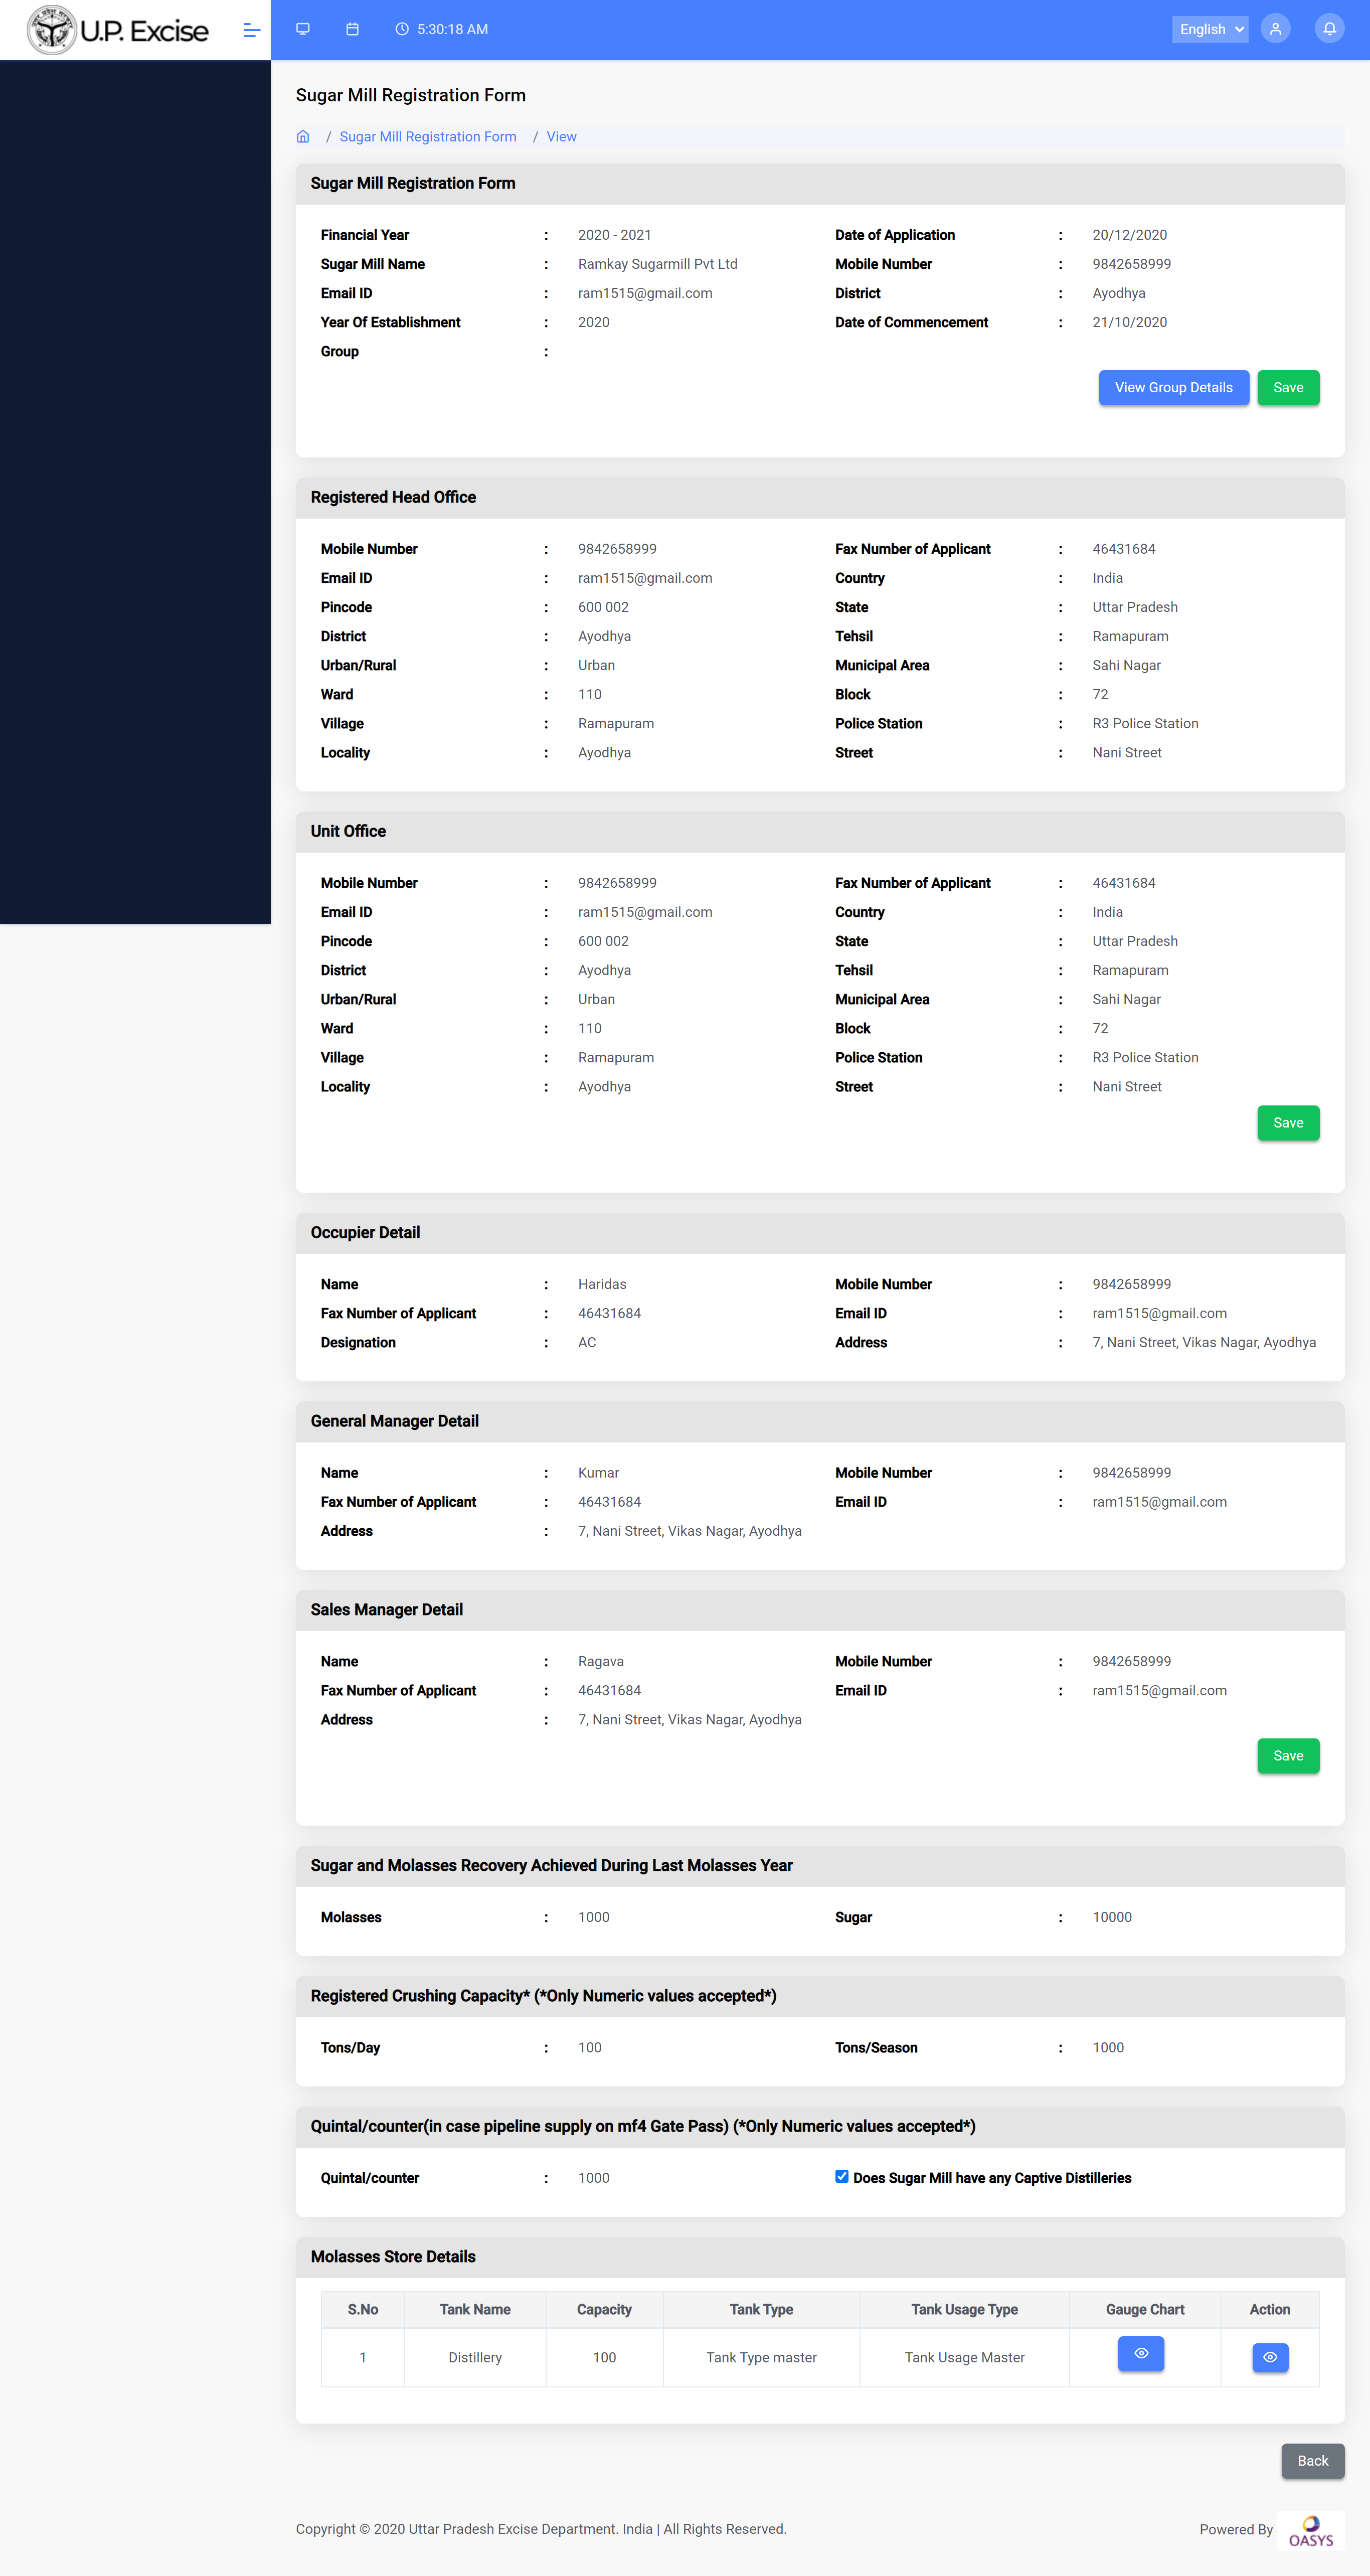 U.P. Excise
5:30:18 AM
English
Sugar Mill Registration Form
/ Sugar Mill Registration Form / View
Sugar Mill Registration Form
Financial Year : 2020 - 2021 Date of Application : 20/12/2020
Sugar Mill Name : Ramkay Sugarmill Pvt Ltd Mobile Number : 9842658999
Email ID : ram1515@gmail.com District : Ayodhya
Year Of Establishment : 2020 Date of Commencement : 21/10/2020
Group :
View Group Details Save
Registered Head Office
Mobile Number : 9842658999 Fax Number of Applicant : 46431684
Email ID : ram1515@gmail.com Country : India
Pincode : 600 002 State : Uttar Pradesh
District : Ayodhya Tehsil : Ramapuram
Urban/Rural : Urban Municipal Area : Sahi Nagar
Ward : 110 Block : 72
Village : Ramapuram Police Station : R3 Police Station
Locality : Ayodhya Street : Nani Street
Unit Office
Mobile Number : 9842658999 Fax Number of Applicant : 46431684
Email ID : ram1515@gmail.com Country : India
Pincode : 600 002 State : Uttar Pradesh
District : Ayodhya Tehsil : Ramapuram
Urban/Rural : Urban Municipal Area : Sahi Nagar
Ward : 110 Block : 72
Village : Ramapuram Police Station : R3 Police Station
Locality : Ayodhya Street : Nani Street
Save
Occupier Detail
Name : Haridas Mobile Number : 9842658999
Fax Number of Applicant : 46431684 Email ID : ram1515@gmail.com
Designation : AC Address : 7, Nani Street, Vikas Nagar, Ayodhya
General Manager Detail
Name : Kumar Mobile Number : 9842658999
Fax Number of Applicant : 46431684 Email ID : ram1515@gmail.com
Address : 7, Nani Street, Vikas Nagar, Ayodhya
Sales Manager Detail
Name : Ragava Mobile Number : 9842658999
Fax Number of Applicant : 46431684 Email ID : ram1515@gmail.com
Address : 7, Nani Street, Vikas Nagar, Ayodhya
Save
Sugar and Molasses Recovery Achieved During Last Molasses Year
Molasses : 1000 Sugar : 10000
Registered Crushing Capacity* (*Only Numeric values accepted*)
Tons/Day : 100 Tons/Season : 1000
Quintal/counter(in case pipeline supply on mf4 Gate Pass) (*Only Numeric values accepted*)
Quintal/counter : 1000 Does Sugar Mill have any Captive Distilleries
Molasses Store Details
S.No Tank Name Capacity Tank Type Tank Usage Type Gauge Chart Action
1 Distillery 100 Tank Type master Tank Usage Master
Back
Copyright © 2020 Uttar Pradesh Excise Department. India | All Rights Reserved. Powered By OASYS